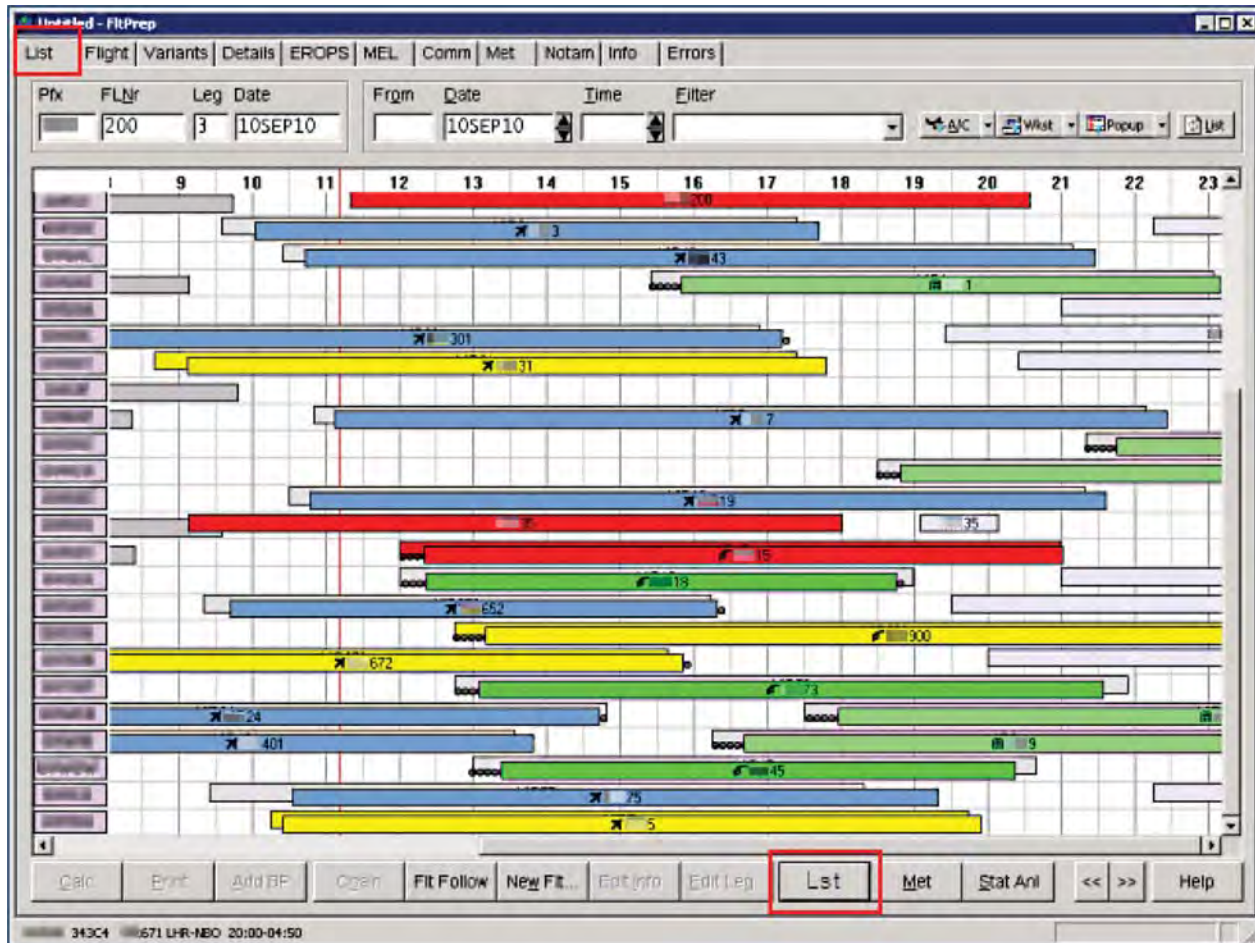 Untitled - FltPrep
List Flight Variants Details EROPS MEL Comm Met Notam Info Errors
Pfx FLNr Leg Date From Date Time Filter
200 3 10SEP10 10SEP10 A/C Wkst Popup List
9 10 11 12 13 14 15 16 17 18 19 20 21 22 23
200
3
43
1
301
31
7
19
35
15
18
652
900
672
73
24
401 9
45
75
5
Calc Print Add BF Chain Flt Follow New Flt... Edit Info Edit Leg Lst Met Stat Anl << >> Help
343C4 671 LHR-NBO 20:00-04:50